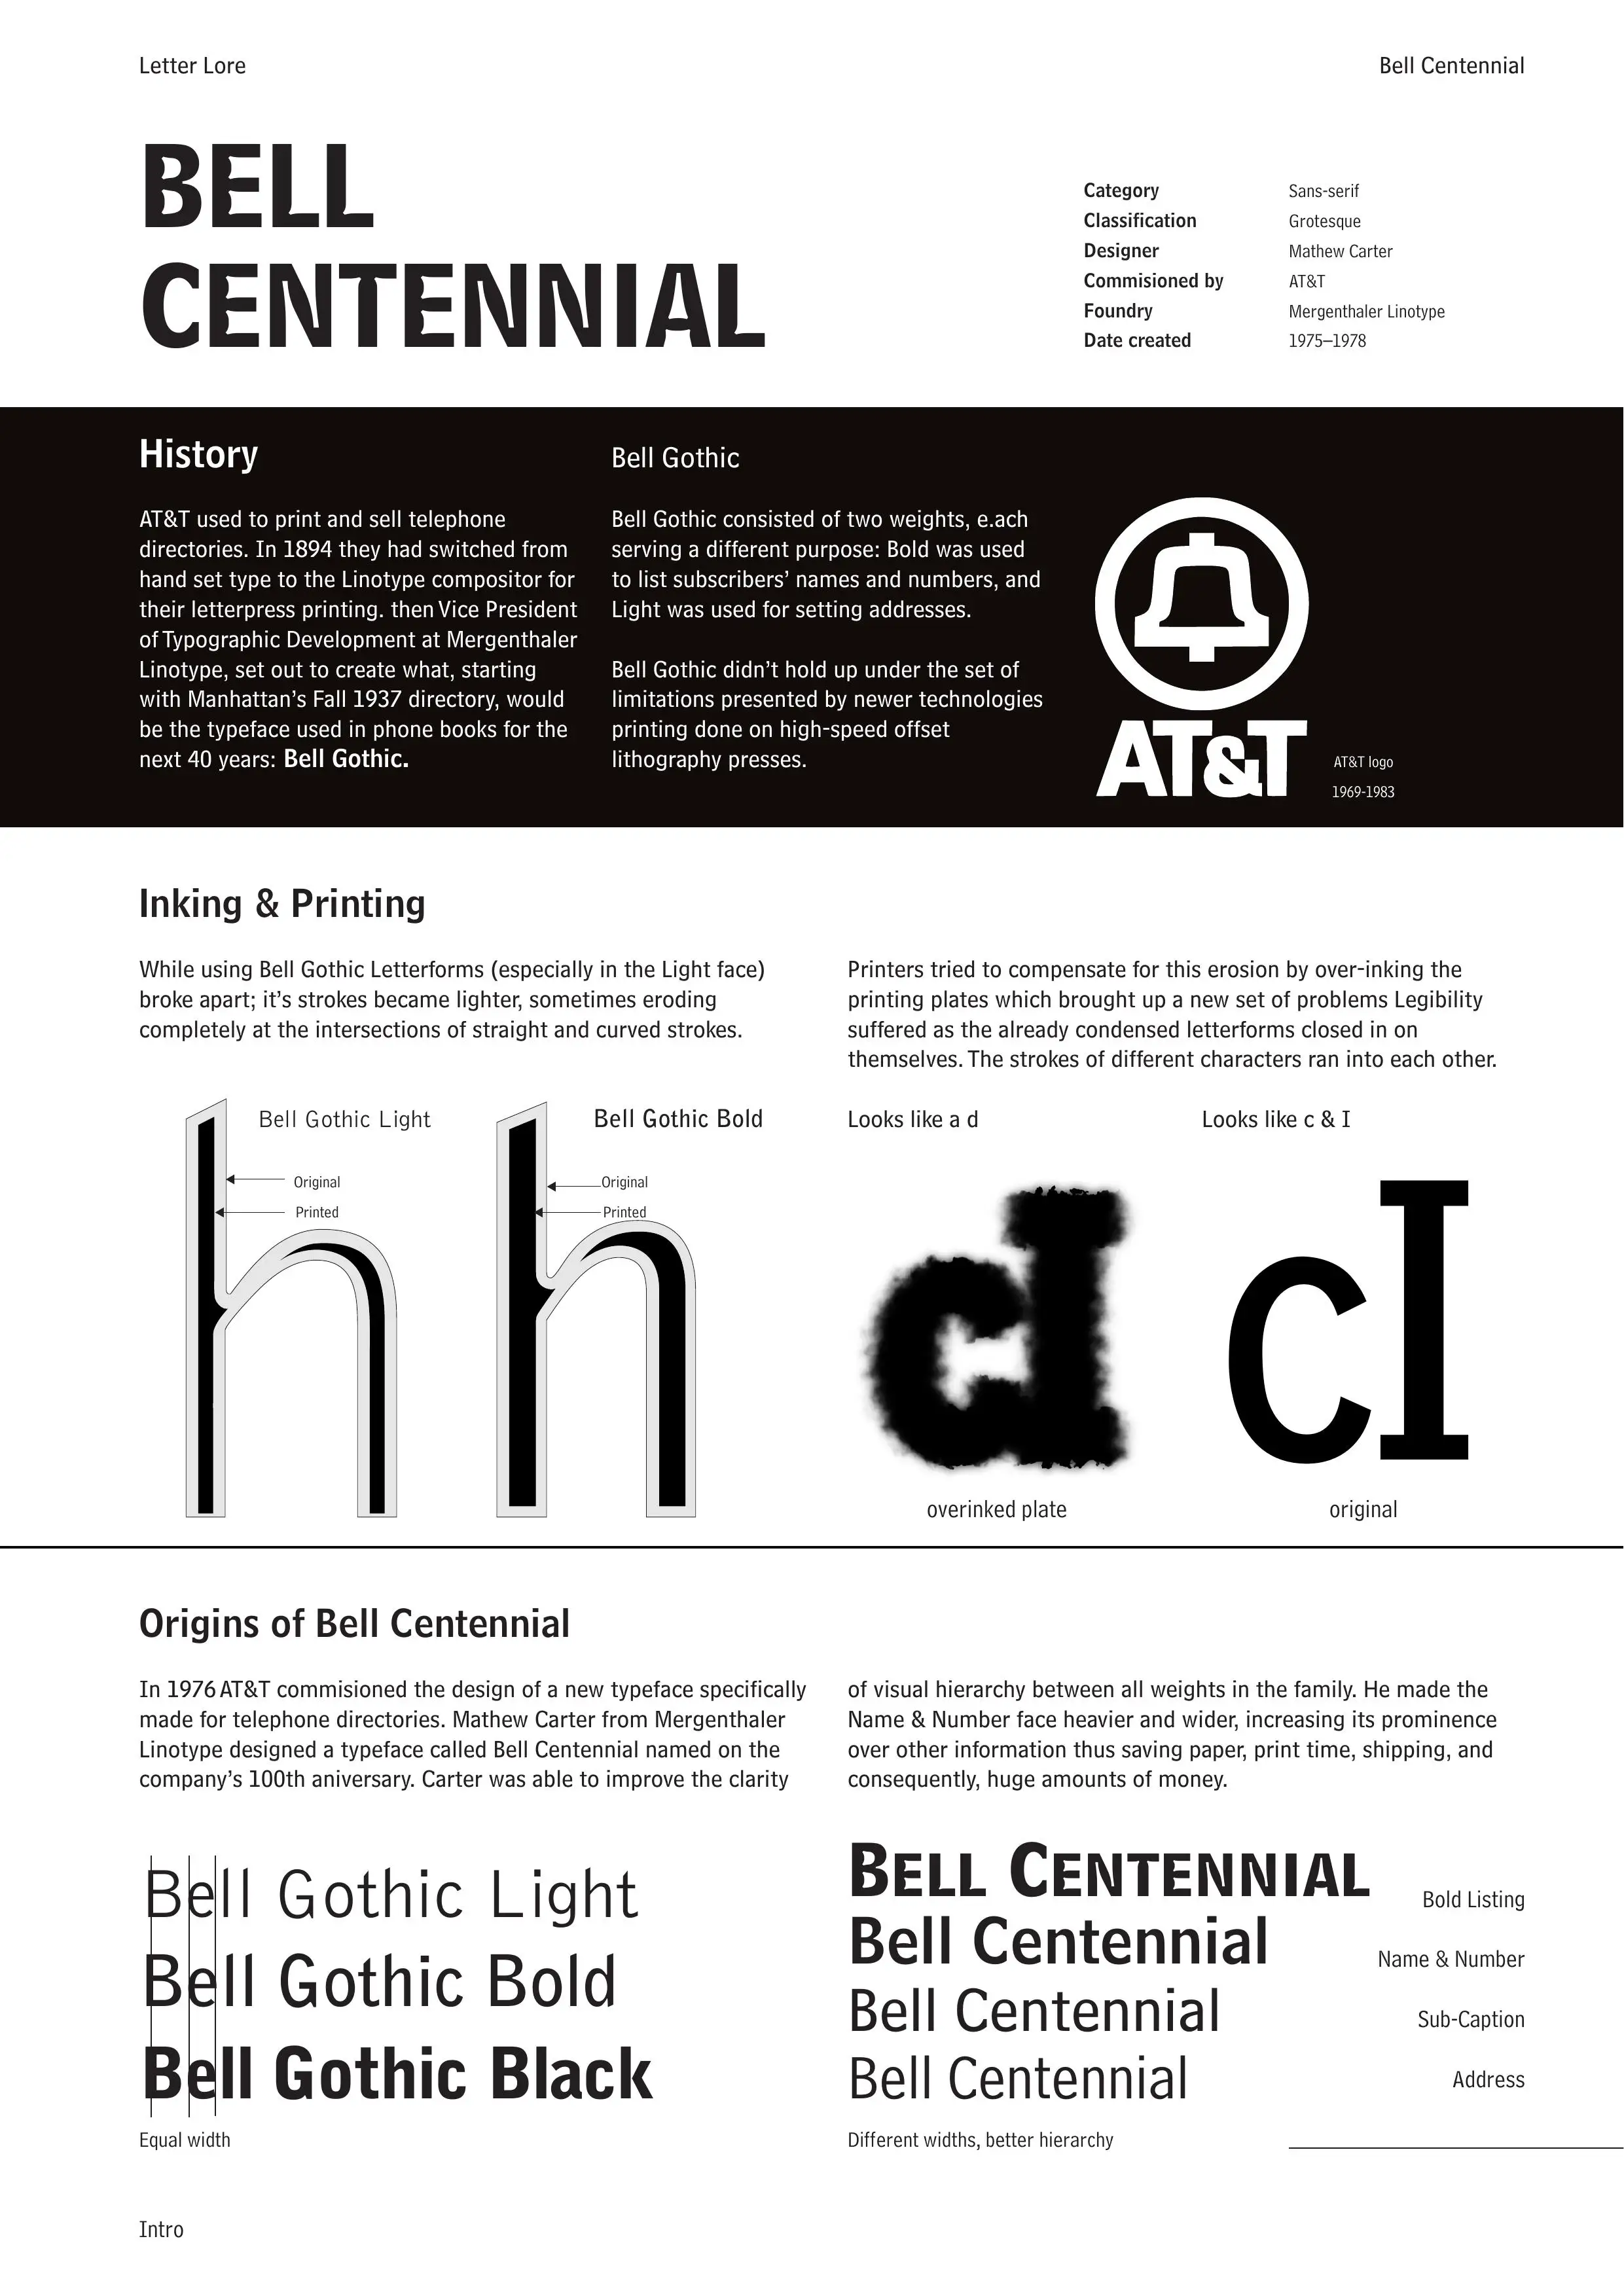 Letter Lore
Bell Centennial
BELL
CENTENNIAL
Category Sans-serif
Classification Grotesque
Designer Mathew Carter
Commisioned by AT&T
Foundry Mergenthaler Linotype
Date created 1975–1978
History
AT&T used to print and sell telephone
directories. In 1894 they had switched from
hand set type to the Linotype compositor for
their letterpress printing. then Vice President
of Typographic Development at Mergenthaler
Linotype, set out to create what, starting
with Manhattan’s Fall 1937 directory, would
be the typeface used in phone books for the
next 40 years: Bell Gothic.
Bell Gothic
Bell Gothic consisted of two weights, e.ach
serving a different purpose: Bold was used
to list subscribers’ names and numbers, and
Light was used for setting addresses.
Bell Gothic didn’t hold up under the set of
limitations presented by newer technologies
printing done on high-speed offset
lithography presses.
AT&T
AT&T logo
1969-1983
Inking & Printing
While using Bell Gothic Letterforms (especially in the Light face)
broke apart; it’s strokes became lighter, sometimes eroding
completely at the intersections of straight and curved strokes.
Printers tried to compensate for this erosion by over-inking the
printing plates which brought up a new set of problems Legibility
suffered as the already condensed letterforms closed in on
themselves. The strokes of different characters ran into each other.
Bell Gothic Light
Original
Printed
h
Bell Gothic Bold
Original
Printed
h
Looks like a d
cI
overinked plate
Looks like c & I
cI
original
Origins of Bell Centennial
In 1976 AT&T commisioned the design of a new typeface specifically
made for telephone directories. Mathew Carter from Mergenthaler
Linotype designed a typeface called Bell Centennial named on the
company’s 100th aniversary. Carter was able to improve the clarity
of visual hierarchy between all weights in the family. He made the
Name & Number face heavier and wider, increasing its prominence
over other information thus saving paper, print time, shipping, and
consequently, huge amounts of money.
Bell Gothic Light
Bell Gothic Bold
Bell Gothic Black
Equal width
BELL CENTENNIAL
Bold Listing
Bell Centennial
Name & Number
Bell Centennial
Sub-Caption
Bell Centennial
Address
Different widths, better hierarchy
Intro